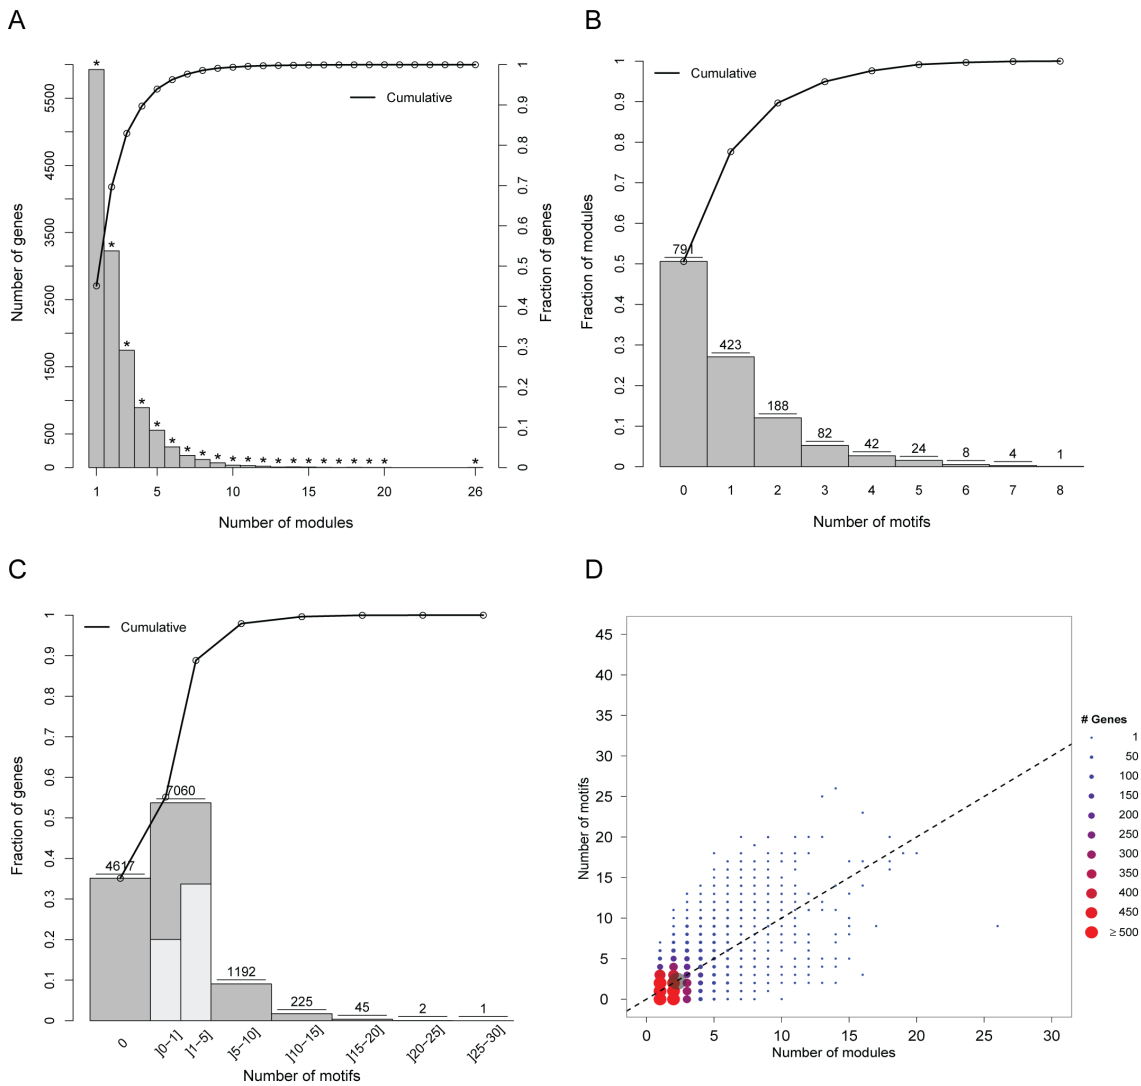 A
* * * * * * * * * * * * * * * * * * * * *
Cumulative
Number of genes
500 1500 2500 3500 4500 5500
Fraction of genes
0 0.1 0.2 0.3 0.4 0.5 0.6 0.7 0.8 0.9 1
1 5 10 15 20 26
Number of modules
B
Cumulative
Fraction of modules
0 0.1 0.2 0.3 0.4 0.5 0.6 0.7 0.8 0.9 1
791 423 188 82 42 24 8 4 1
0 1 2 3 4 5 6 7 8
Number of motifs
C
Cumulative
Fraction of genes
0 0.1 0.2 0.3 0.4 0.5 0.6 0.7 0.8 0.9 1
4617 7060 1192 225 45 2 1
0 ]0−1] ]1−5] ]5−10] ]10−15] ]15−20] ]20−25] ]25−30]
Number of motifs
D
Number of motifs
0 5 10 15 20 25 30 35 40 45
0 5 10 15 20 25 30
Number of modules
# Genes
1
50
100
150
200
250
300
350
400
450
≥ 500